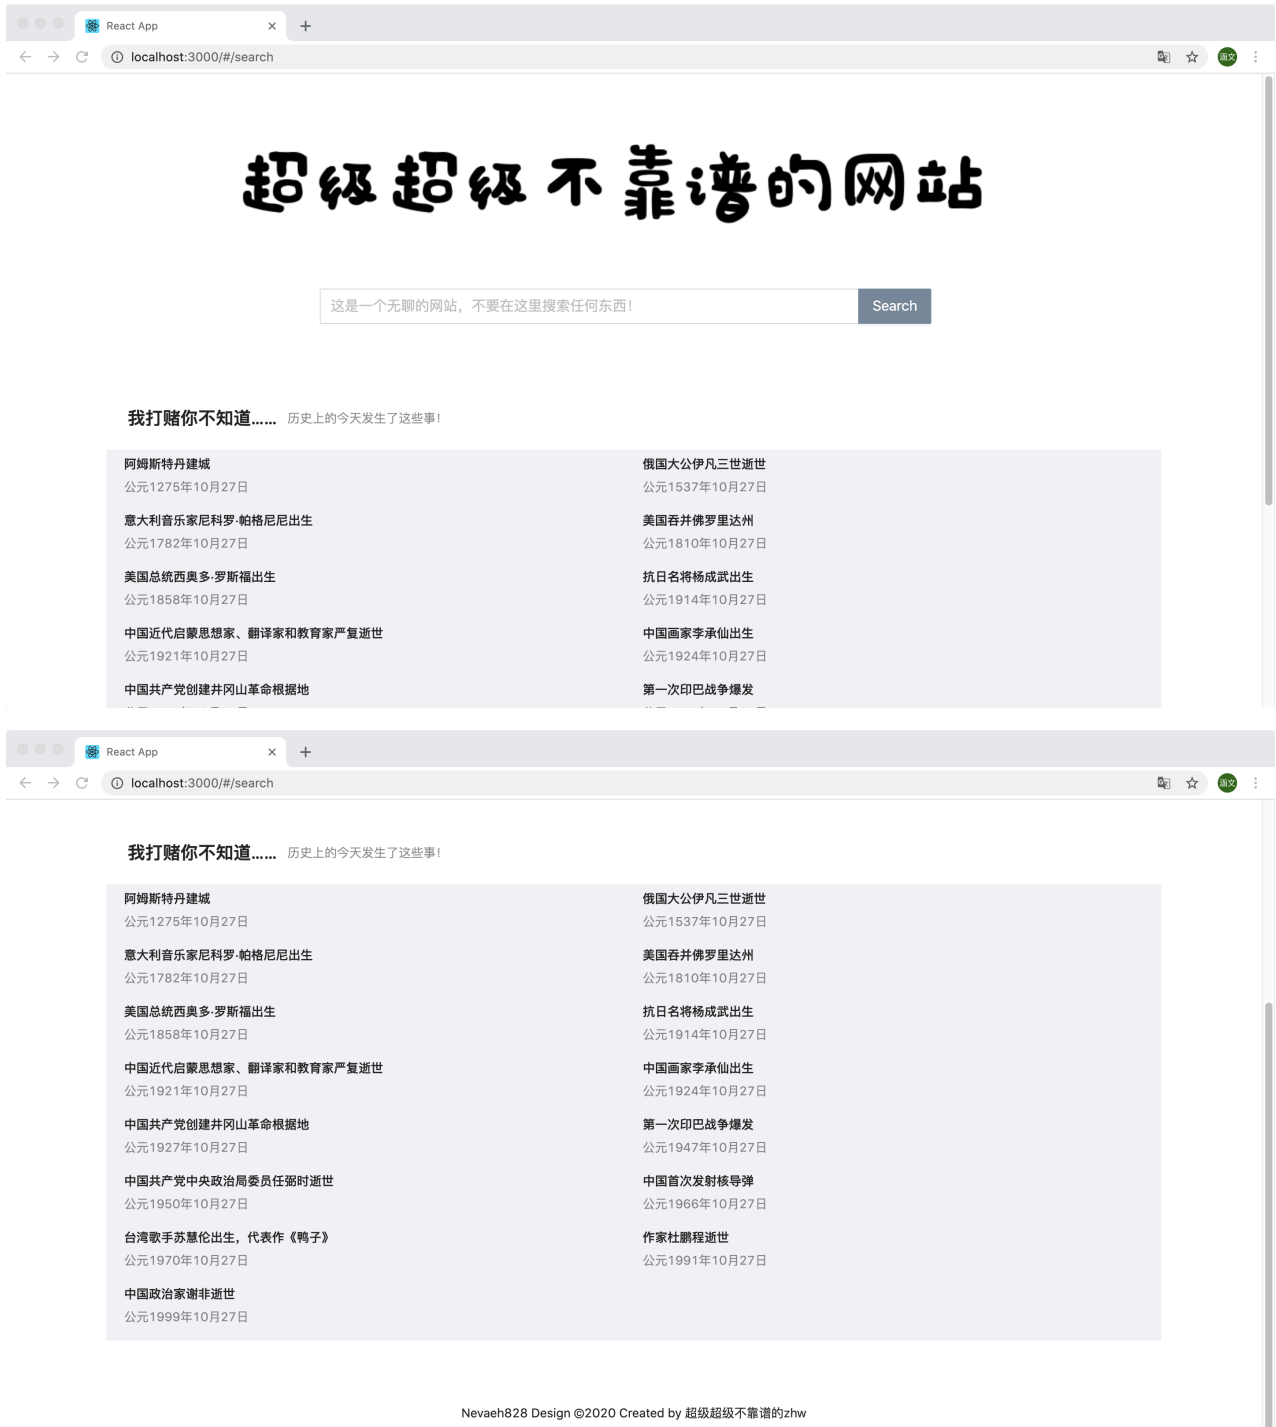 React App
localhost:3000/#/search
涵文
超级超级不靠谱的网站
这是一个无聊的网站，不要在这里搜索任何东西！
Search
我打赌你不知道…… 历史上的今天发生了这些事！
阿姆斯特丹建城 俄国大公伊凡三世逝世
公元1275年10月27日 公元1537年10月27日
意大利音乐家尼科罗·帕格尼尼出生 美国吞并佛罗里达州
公元1782年10月27日 公元1810年10月27日
美国总统西奥多·罗斯福出生 抗日名将杨成武出生
公元1858年10月27日 公元1914年10月27日
中国近代启蒙思想家、翻译家和教育家严复逝世 中国画家李承仙出生
公元1921年10月27日 公元1924年10月27日
中国共产党创建井冈山革命根据地 第一次印巴战争爆发
React App
localhost:3000/#/search
涵文
我打赌你不知道…… 历史上的今天发生了这些事！
阿姆斯特丹建城 俄国大公伊凡三世逝世
公元1275年10月27日 公元1537年10月27日
意大利音乐家尼科罗·帕格尼尼出生 美国吞并佛罗里达州
公元1782年10月27日 公元1810年10月27日
美国总统西奥多·罗斯福出生 抗日名将杨成武出生
公元1858年10月27日 公元1914年10月27日
中国近代启蒙思想家、翻译家和教育家严复逝世 中国画家李承仙出生
公元1921年10月27日 公元1924年10月27日
中国共产党创建井冈山革命根据地 第一次印巴战争爆发
公元1927年10月27日 公元1947年10月27日
中国共产党中央政治局委员任弼时逝世 中国首次发射核导弹
公元1950年10月27日 公元1966年10月27日
台湾歌手苏慧伦出生，代表作《鸭子》 作家杜鹏程逝世
公元1970年10月27日 公元1991年10月27日
中国政治家谢非逝世
公元1999年10月27日
Nevaeh828 Design ©2020 Created by 超级超级不靠谱的zhw